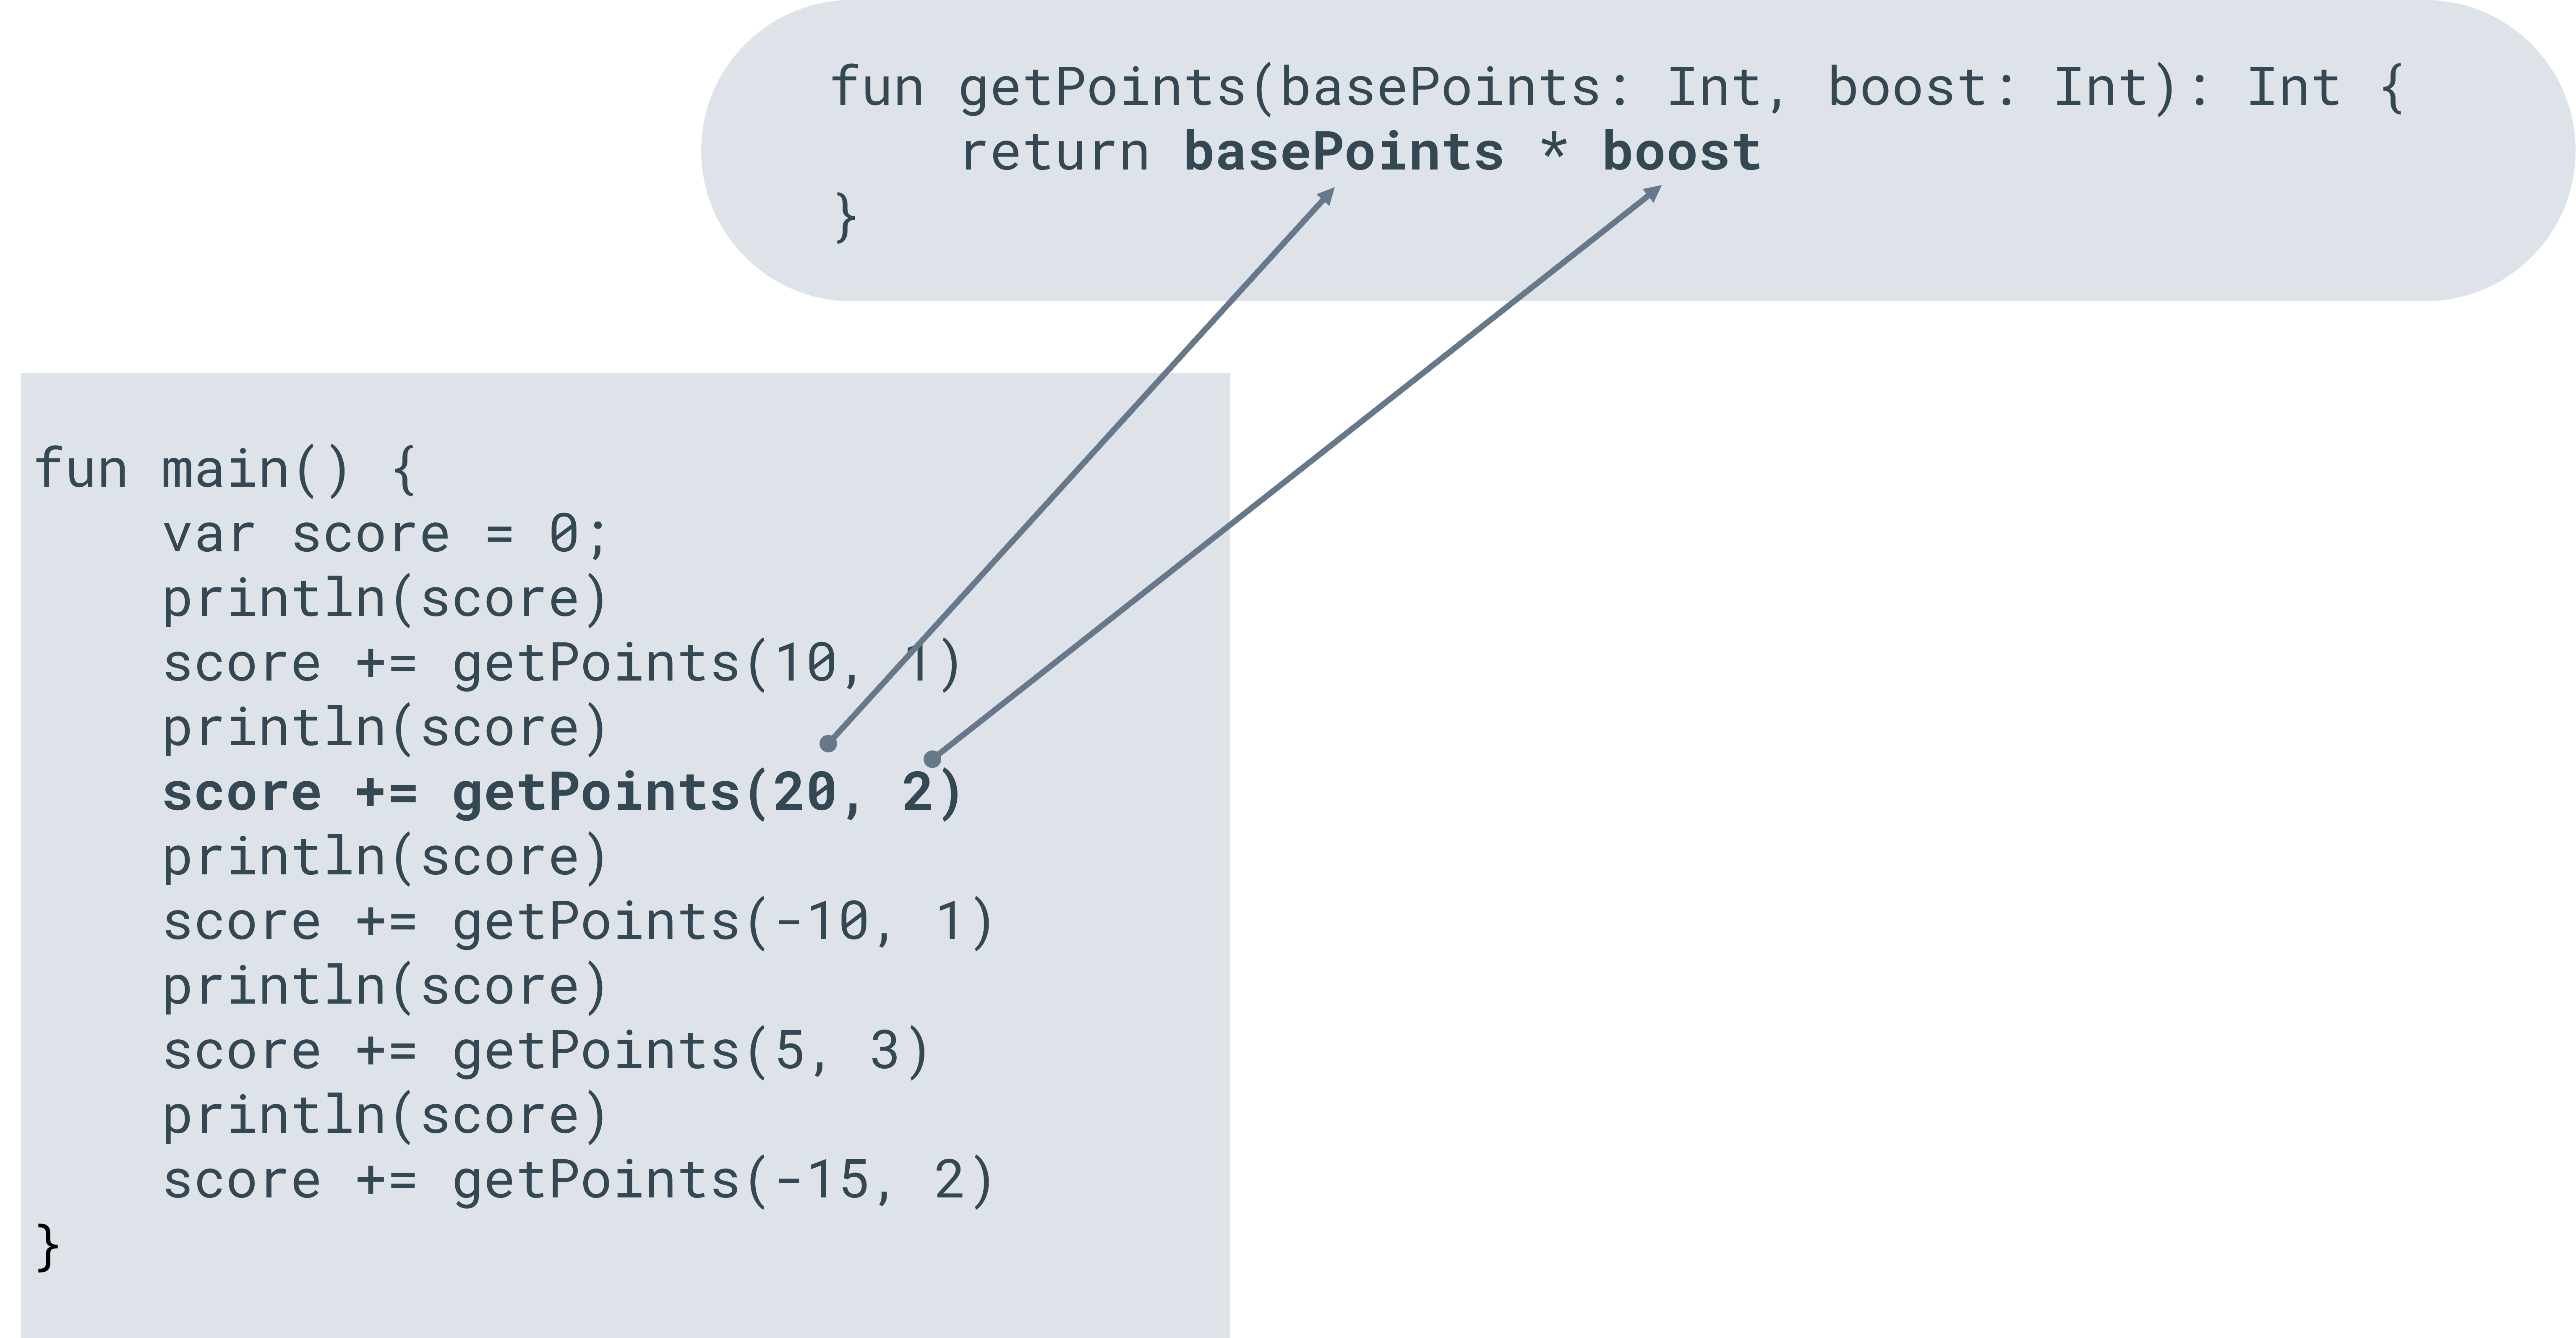 fun getPoints(basePoints: Int, boost: Int): Int {
    return basePoints * boost
}
fun main() {
    var score = 0;
    println(score)
    score += getPoints(10, 1)
    println(score)
    score += getPoints(20, 2)
    println(score)
    score += getPoints(-10, 1)
    println(score)
    score += getPoints(5, 3)
    println(score)
    score += getPoints(-15, 2)
}